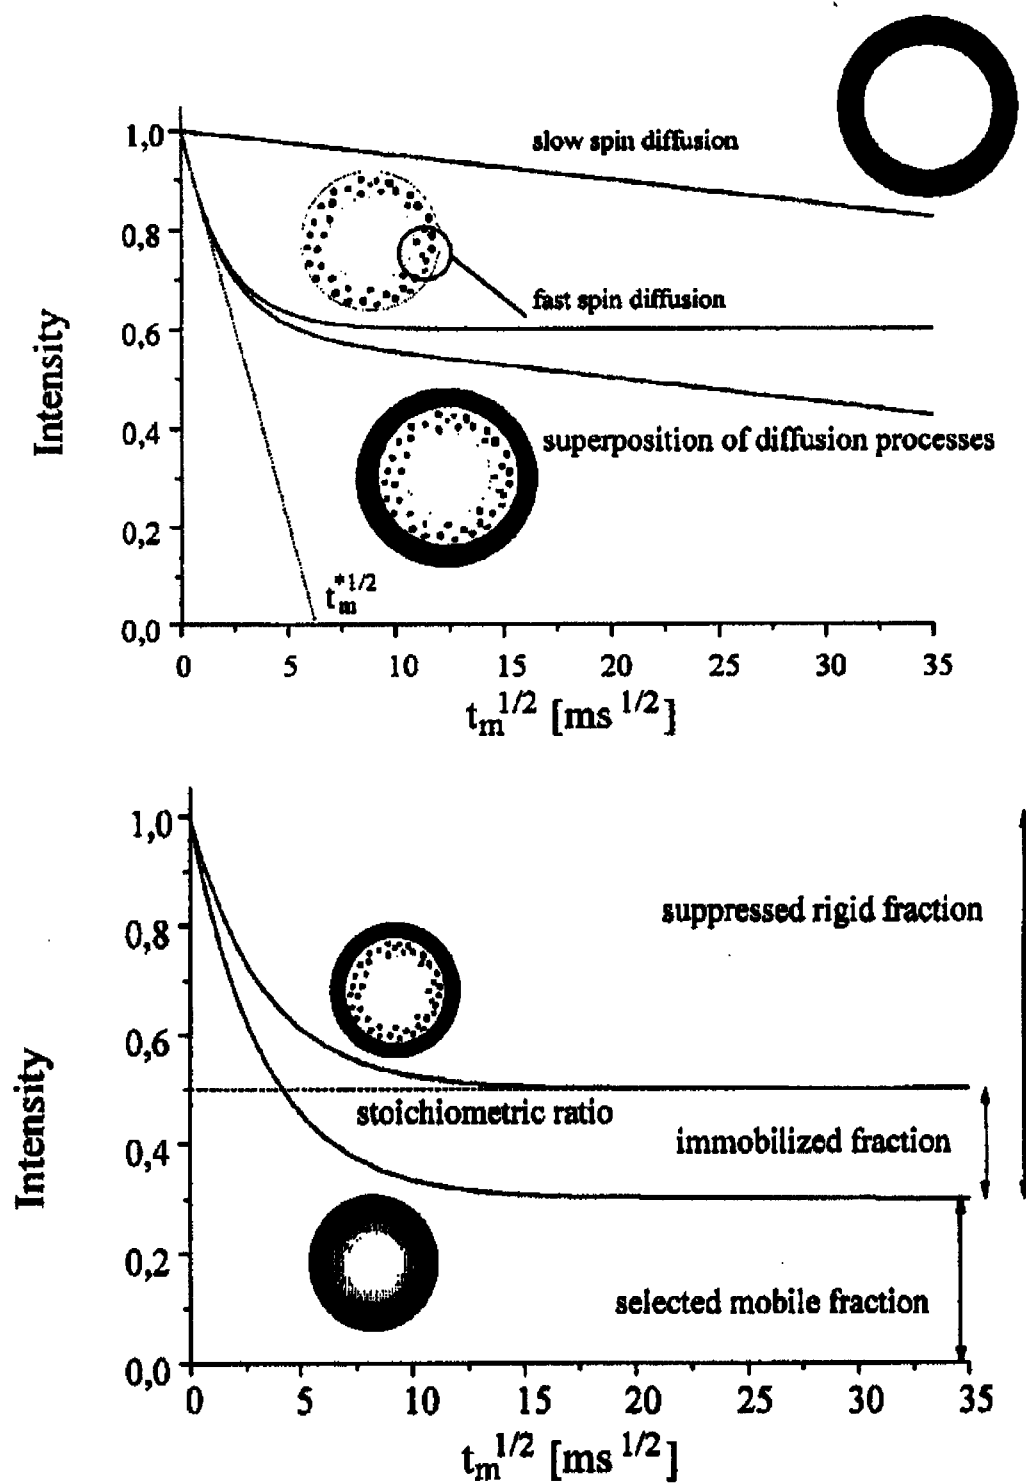 1,0
slow spin diffusion
0,8
fast spin diffusion
0,6
Intensity
0,4
superposition of diffusion processes
0,2
t_m^*1/2
0,0
0 5 10 15 20 25 30 35
t_m^1/2 [ms^1/2]
1,0
suppressed rigid fraction
0,8
0,6
Intensity
stoichiometric ratio
immobilized fraction
0,4
0,2
selected mobile fraction
0,0
0 5 10 15 20 25 30 35
t_m^1/2 [ms^1/2]